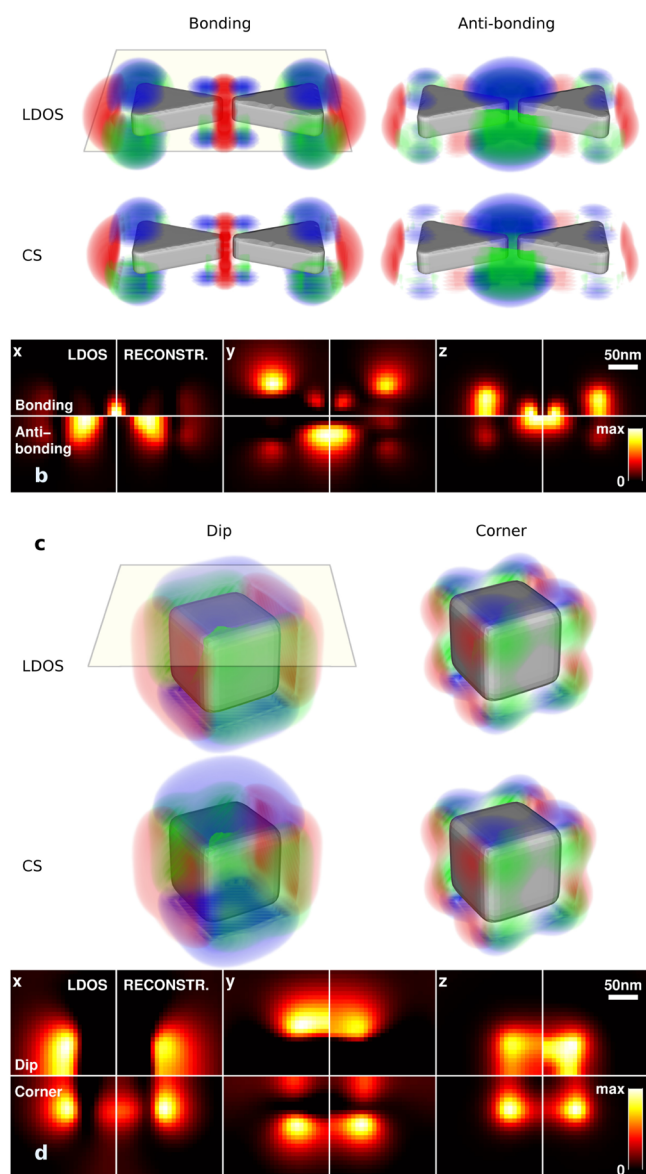 Bonding Anti-bonding
LDOS
CS
x LDOS RECONSTR. y z 50nm
Bonding
Anti-
bonding
max
0
b
c
Dip Corner
LDOS
CS
x LDOS RECONSTR. y z 50nm
Dip
Corner
max
0
d